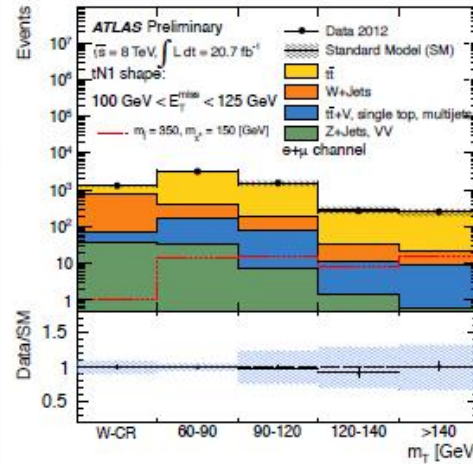 Events
ATLAS Preliminary
√s = 8 TeV, ∫ L dt = 20.7 fb⁻¹
tN1 shape:
100 GeV < E_T^miss < 125 GeV
m_t̃ = 350, m_χ̃⁰ = 150 [GeV]
Data 2012
Standard Model (SM)
tt̄
W+Jets
tt̄+V, single top, multijets
Z+Jets, VV
e+μ channel
10⁷
10⁶
10⁵
10⁴
10³
10²
10
1
Data/SM
1.5
1
0.5
W-CR 60-90 90-120 120-140 >140
m_T [GeV]